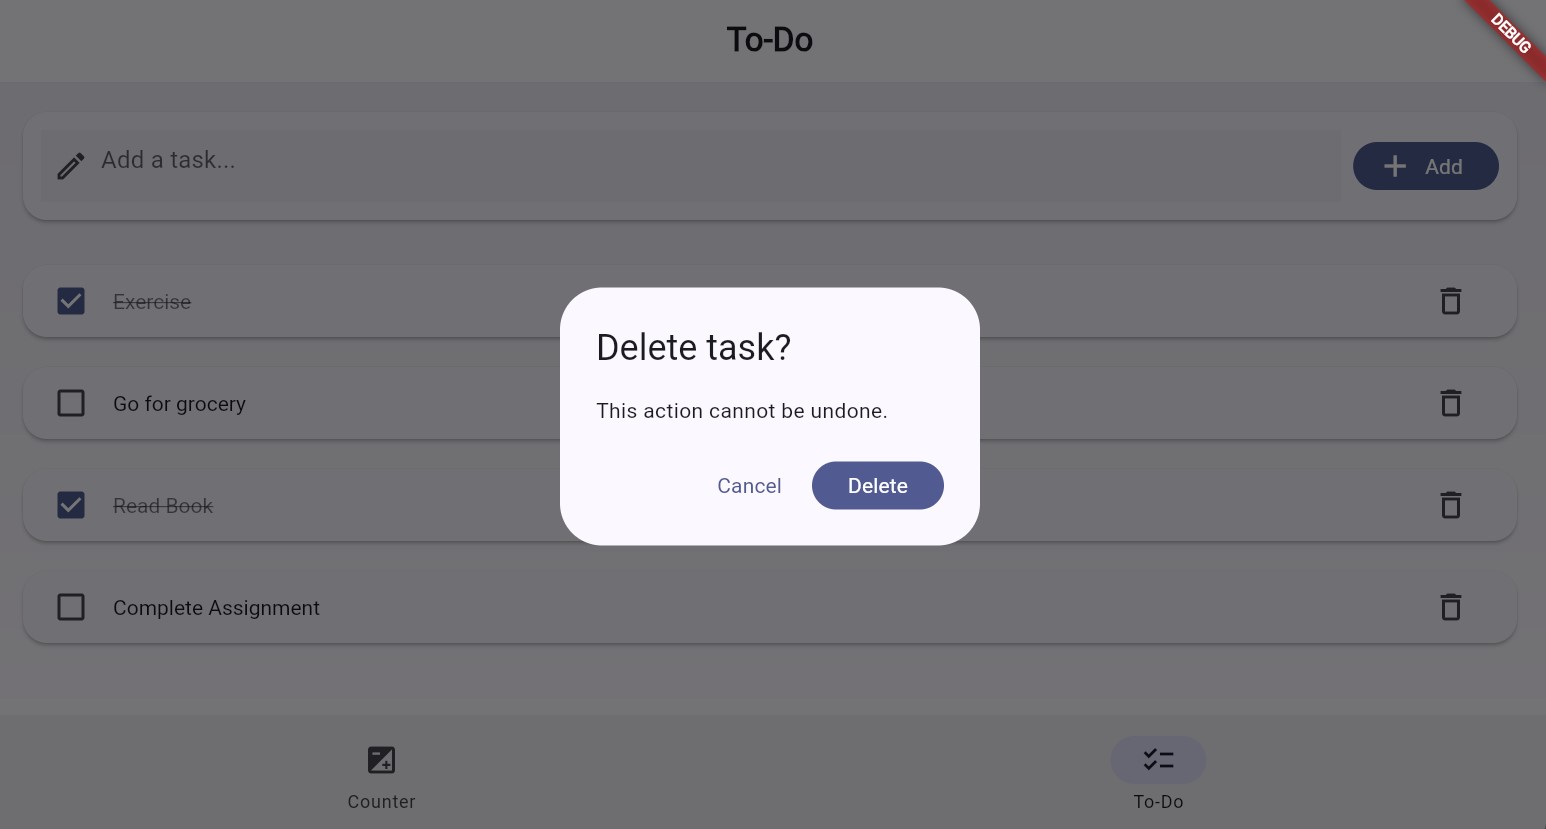 To-Do
DEBUG
Add a task...
Add
Exercise
Go for grocery
Read Book
Complete Assignment
Delete task?
This action cannot be undone.
Cancel
Delete
Counter
To-Do